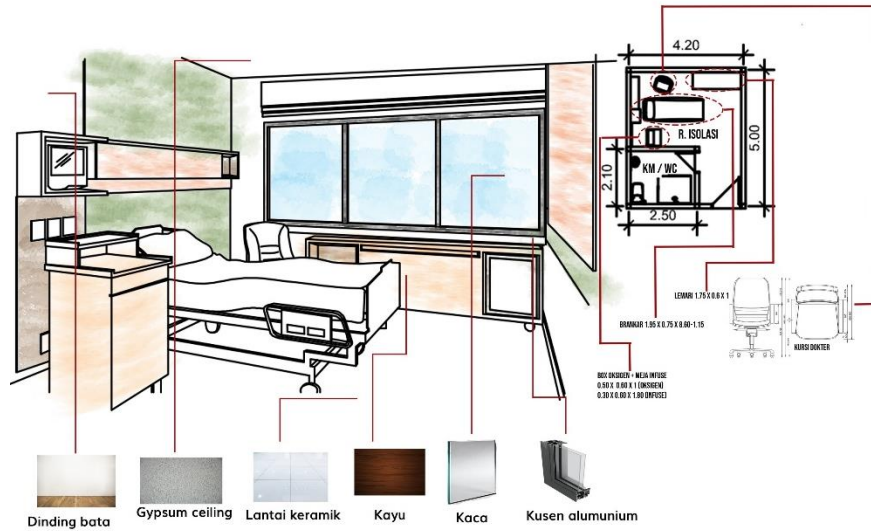 4.20
R. ISOLASI
5.00
KM / WC
2.10
2.50
LEMARI 1.75 X 0.6 X 1
BRANKAR 1.95 X 0.75 X 0.60-1.15
KURSI DOKTER
BOX OKSIGEN + MEJA INFUSE
0.50 X 0.60 X 1 (OKSIGEN)
0.30 X 0.60 X 1.80 (INFUSE)
Dinding bata
Gypsum ceiling
Lantai keramik
Kayu
Kaca
Kusen alumunium